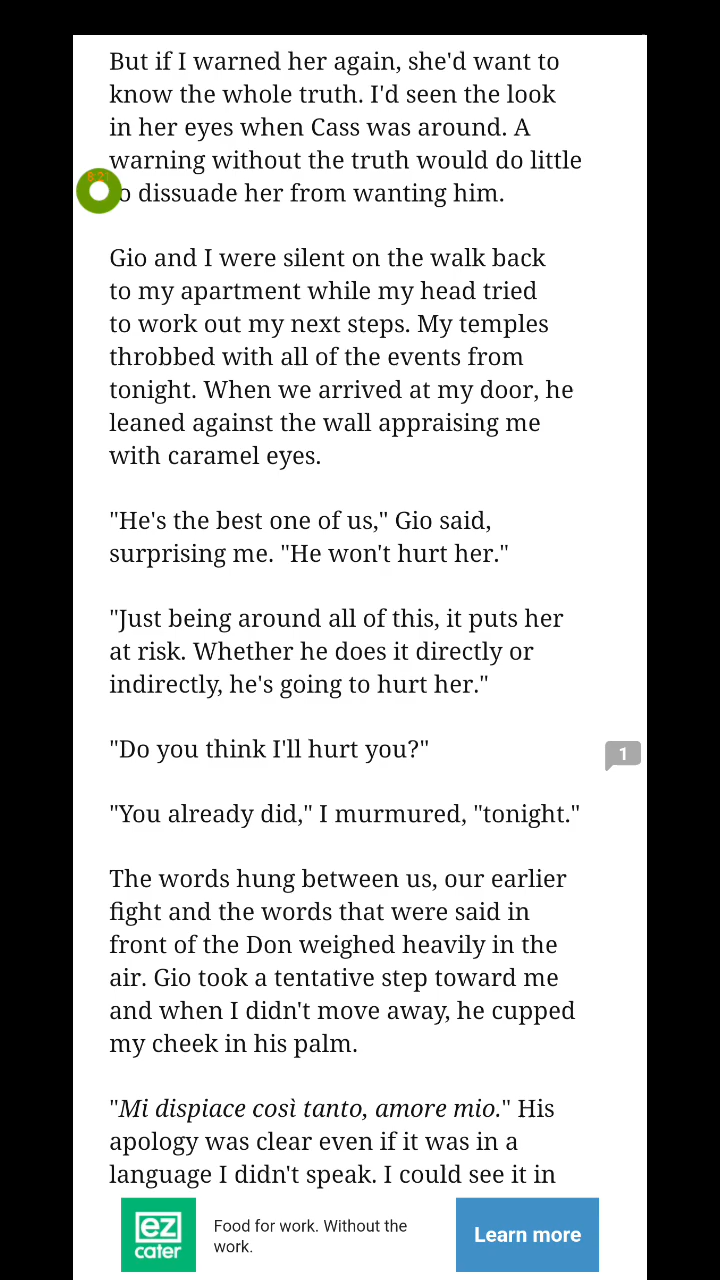 But if I warned her again, she'd want to
know the whole truth. I'd seen the look
in her eyes when Cass was around. A
warning without the truth would do little
o dissuade her from wanting him.
Gio and I were silent on the walk back
to my apartment while my head tried
to work out my next steps. My temples
throbbed with all of the events from
tonight. When we arrived at my door, he
leaned against the wall appraising me
with caramel eyes.
"He's the best one of us," Gio said,
surprising me. "He won't hurt her."
"Just being around all of this, it puts her
at risk. Whether he does it directly or
indirectly, he's going to hurt her."
"Do you think I'll hurt you?"
1
"You already did," I murmured, "tonight."
The words hung between us, our earlier
fight and the words that were said in
front of the Don weighed heavily in the
air. Gio took a tentative step toward me
and when I didn't move away, he cupped
my cheek in his palm.
"Mi dispiace così tanto, amore mio." His
apology was clear even if it was in a
language I didn't speak. I could see it in
ez
cater
Food for work. Without the
work.
Learn more